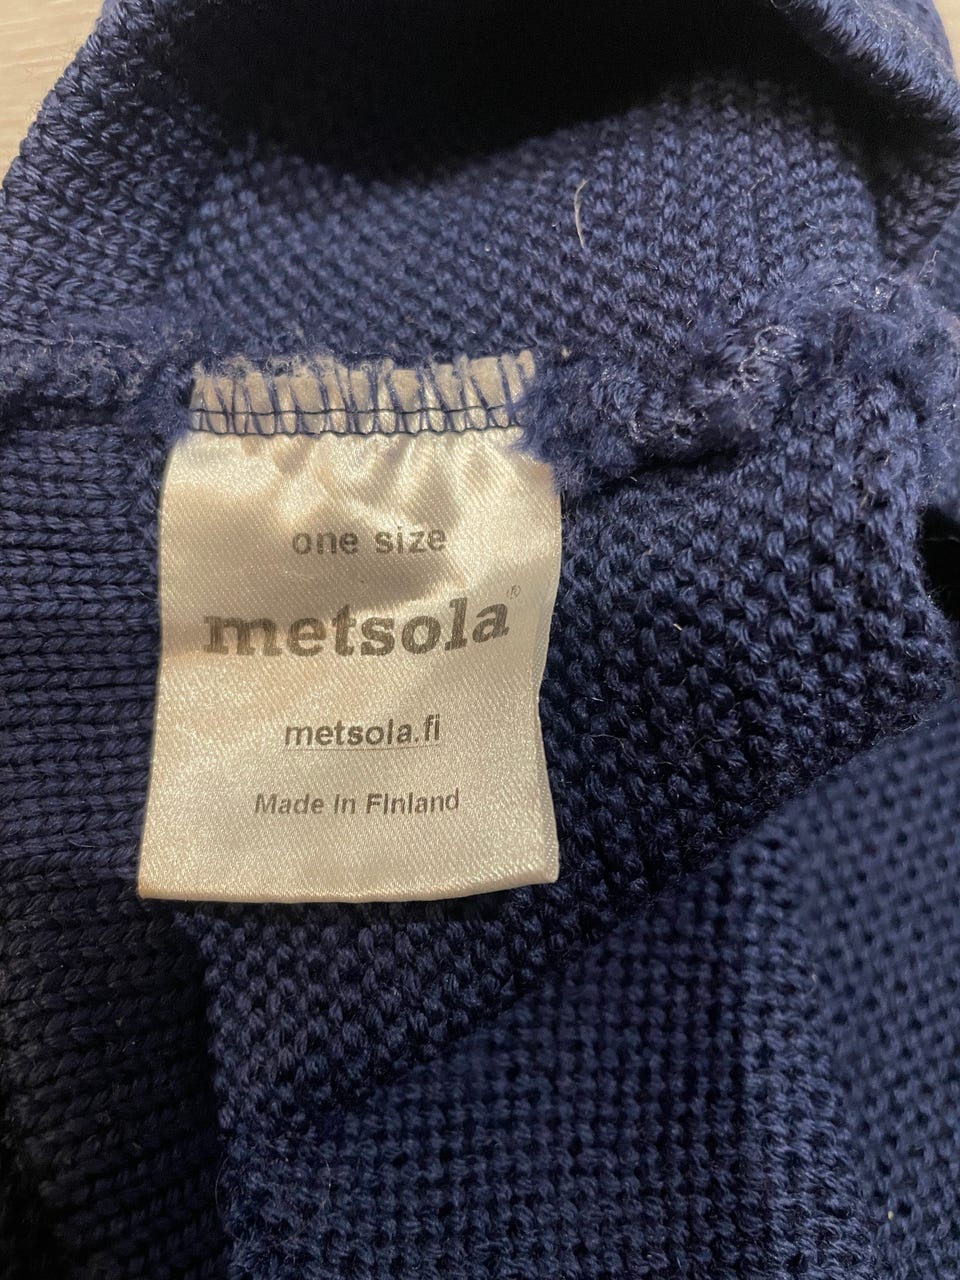 one size
metsola®
metsola.fi
Made in Finland